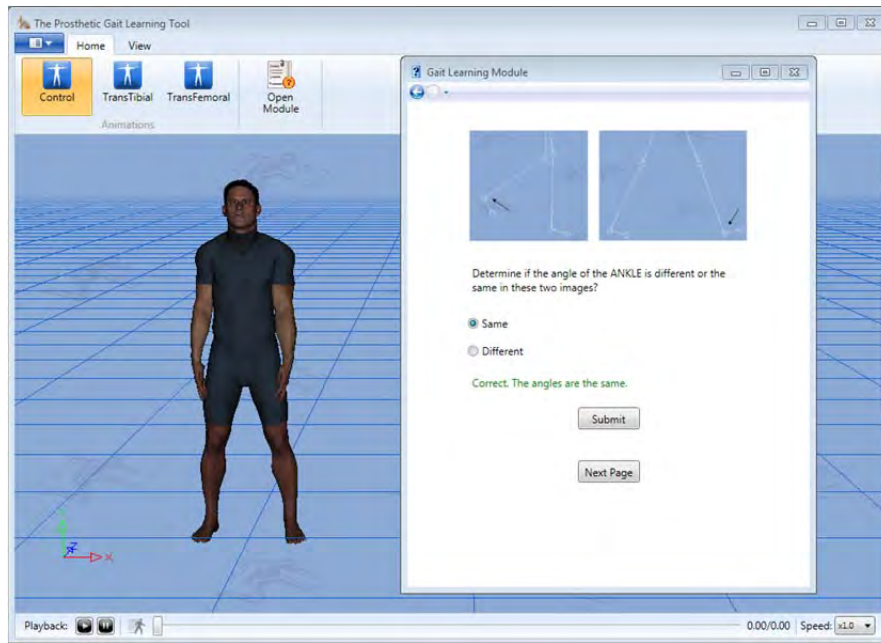 The Prosthetic Gait Learning Tool
Home View
Control TransTibial TransFemoral Open Module
Animations
Gait Learning Module
Determine if the angle of the ANKLE is different or the
same in these two images?
Same
Different
Correct. The angles are the same.
Submit
Next Page
Y
Z
X
Playback: 0.00/0.00 Speed: x1.0